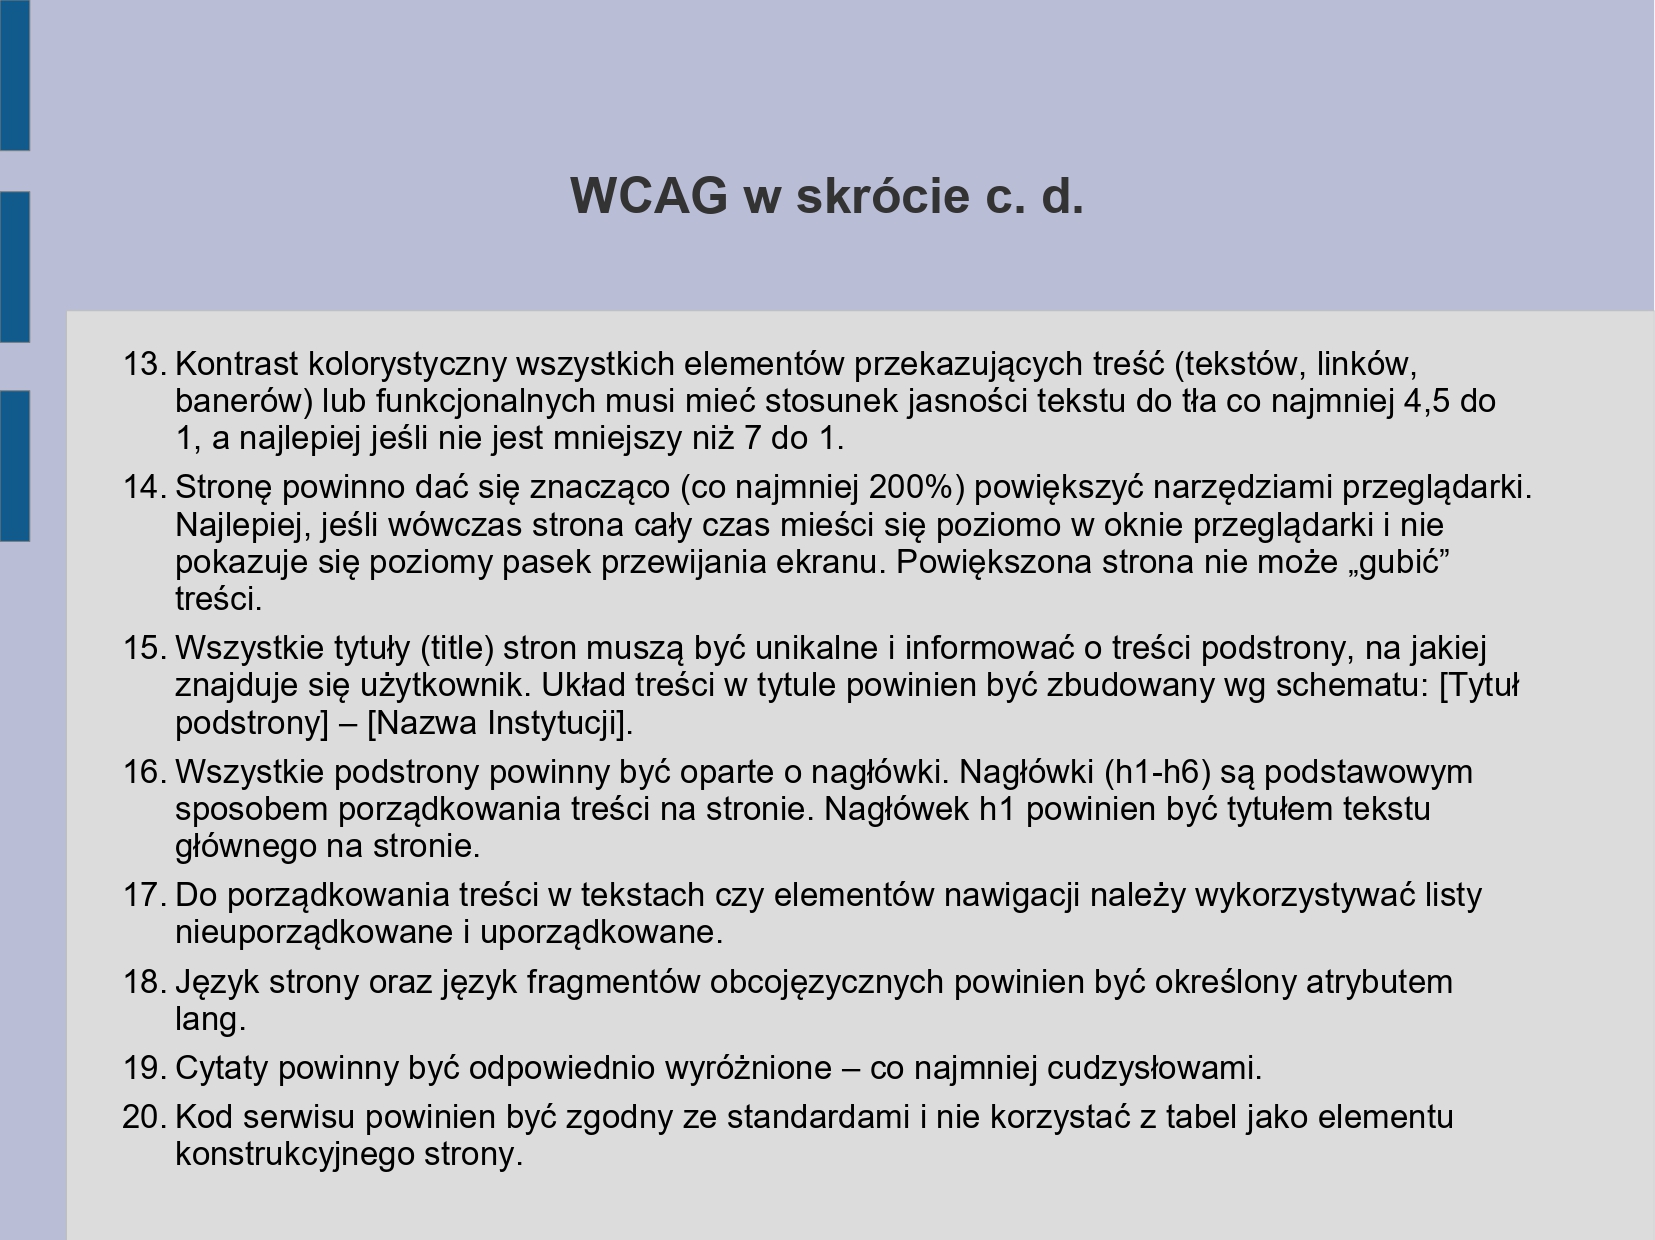 WCAG w skrócie c. d.
13. Kontrast kolorystyczny wszystkich elementów przekazujących treść (tekstów, linków,
banerów) lub funkcjonalnych musi mieć stosunek jasności tekstu do tła co najmniej 4,5 do
1, a najlepiej jeśli nie jest mniejszy niż 7 do 1.
14. Stronę powinno dać się znacząco (co najmniej 200%) powiększyć narzędziami przeglądarki.
Najlepiej, jeśli wówczas strona cały czas mieści się poziomo w oknie przeglądarki i nie
pokazuje się poziomy pasek przewijania ekranu. Powiększona strona nie może „gubić”
treści.
15. Wszystkie tytuły (title) stron muszą być unikalne i informować o treści podstrony, na jakiej
znajduje się użytkownik. Układ treści w tytule powinien być zbudowany wg schematu: [Tytuł
podstrony] – [Nazwa Instytucji].
16. Wszystkie podstrony powinny być oparte o nagłówki. Nagłówki (h1-h6) są podstawowym
sposobem porządkowania treści na stronie. Nagłówek h1 powinien być tytułem tekstu
głównego na stronie.
17. Do porządkowania treści w tekstach czy elementów nawigacji należy wykorzystywać listy
nieuporządkowane i uporządkowane.
18. Język strony oraz język fragmentów obcojęzycznych powinien być określony atrybutem
lang.
19. Cytaty powinny być odpowiednio wyróżnione – co najmniej cudzysłowami.
20. Kod serwisu powinien być zgodny ze standardami i nie korzystać z tabel jako elementu
konstrukcyjnego strony.